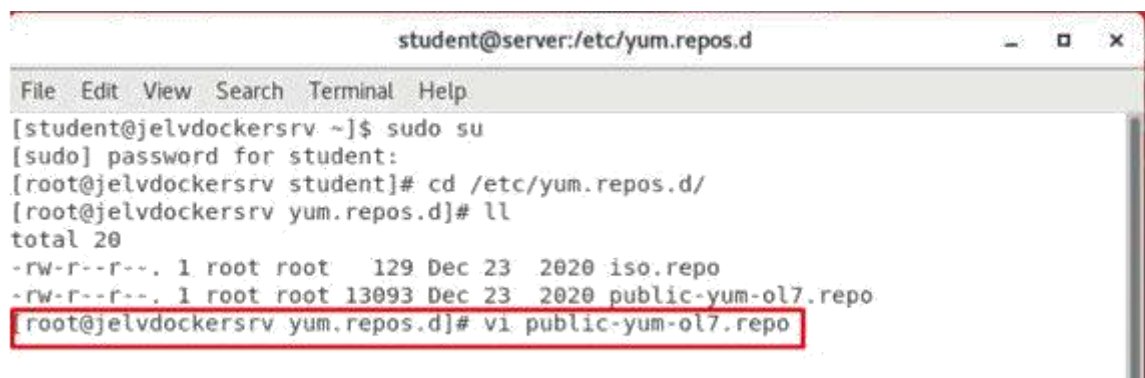 student@server:/etc/yum.repos.d
File Edit View Search Terminal Help
[student@jelvdockersrv ~]$ sudo su
[sudo] password for student:
[root@jelvdockersrv student]# cd /etc/yum.repos.d/
[root@jelvdockersrv yum.repos.d]# ll
total 20
-rw-r--r--. 1 root root   129 Dec 23  2020 iso.repo
-rw-r--r--. 1 root root 13093 Dec 23  2020 public-yum-ol7.repo
[root@jelvdockersrv yum.repos.d]# vi public-yum-ol7.repo